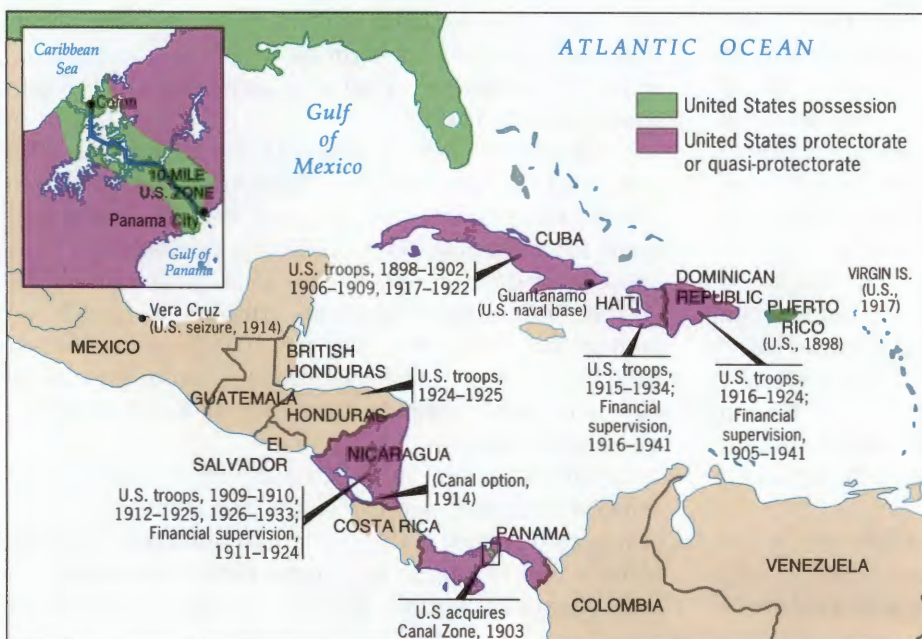 Caribbean
Sea
Colon
10-MILE
U.S. ZONE
Panama City
Gulf of
Panama
ATLANTIC OCEAN
Gulf
of
Mexico
United States possession
United States protectorate
or quasi-protectorate
CUBA
U.S. troops, 1898–1902,
1906–1909, 1917–1922
Guantanamo
(U.S. naval base)
HAITI
DOMINICAN
REPUBLIC
PUERTO
RICO
(U.S., 1898)
VIRGIN IS.
(U.S.,
1917)
Vera Cruz
(U.S. seizure, 1914)
MEXICO
BRITISH
HONDURAS
GUATEMALA
HONDURAS
U.S. troops,
1924–1925
U.S. troops,
1915–1934;
Financial
supervision,
1916–1941
U.S. troops,
1916–1924;
Financial
supervision,
1905–1941
EL
SALVADOR
NICARAGUA
(Canal option,
1914)
U.S. troops, 1909–1910,
1912–1925, 1926–1933;
Financial supervision,
1911–1924
COSTA RICA
PANAMA
U.S acquires
Canal Zone, 1903
COLOMBIA
VENEZUELA